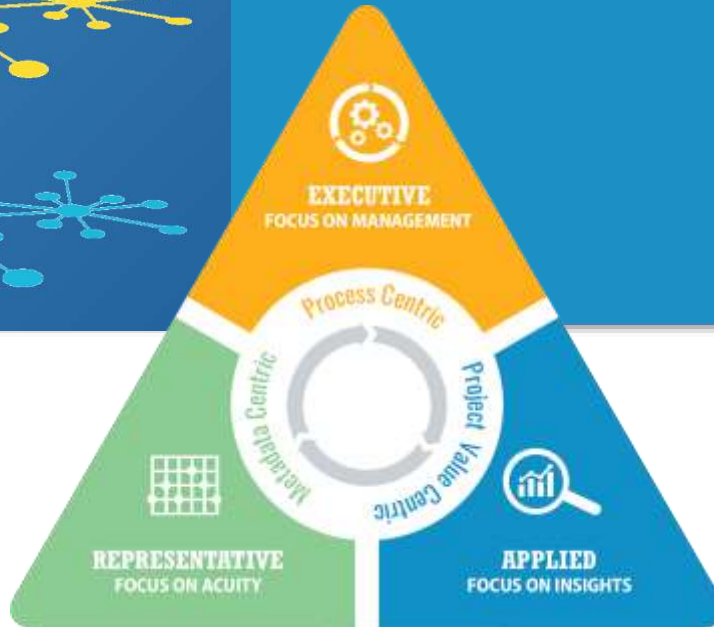 EXECUTIVE
FOCUS ON MANAGEMENT
Process Centric
Metadata Centric
Project Value Centric
REPRESENTATIVE
FOCUS ON ACUITY
APPLIED
FOCUS ON INSIGHTS